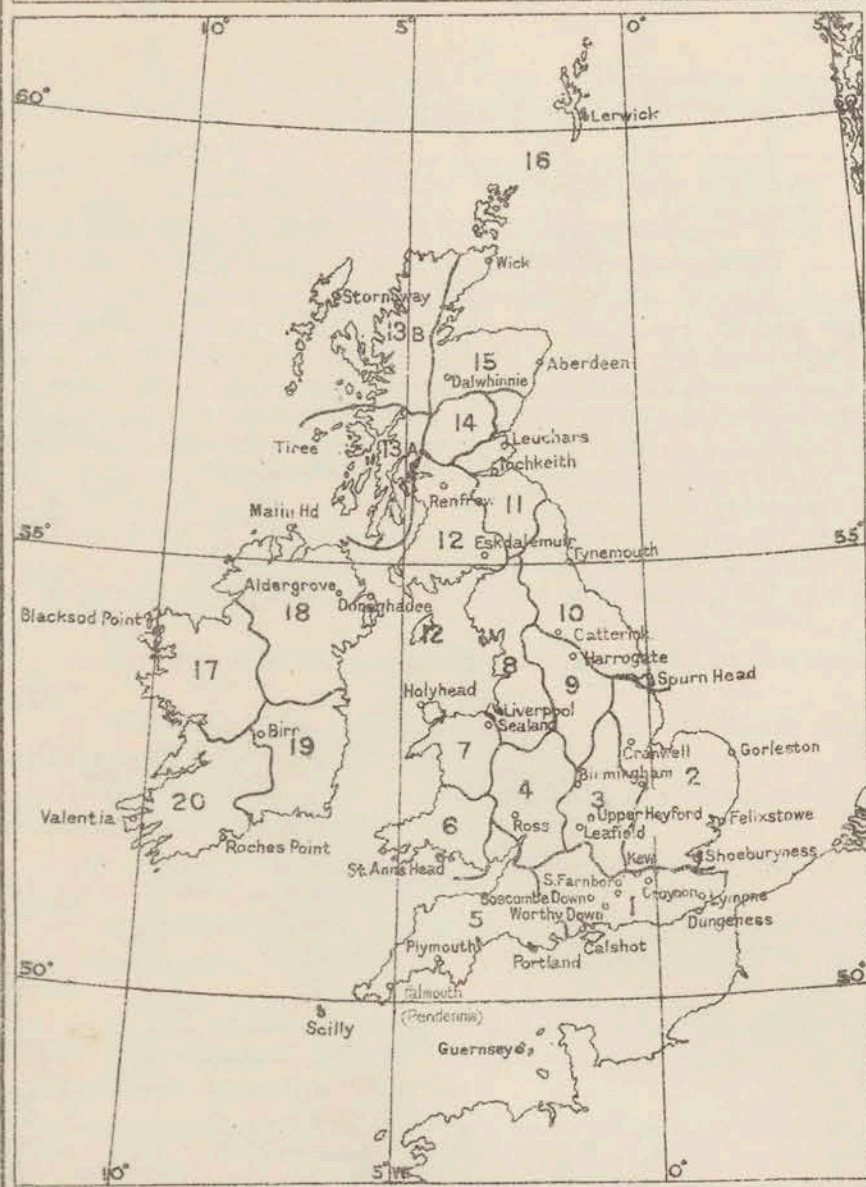 10° 5° 0° 5
60°
Lerwick
16
Wick
Stornoway
13 B
15
Aberdeen
Dalwhinnie
14
Tiree
13 A
Leuchars
Inchkeith
Renfrew
11
Malin Hd
55°
12
Eskdalemuir
Tynemouth
55°
Aldergrove
18
Donaghadee
Blacksod Point
10
12
Catterick
Harrogate
17
8
9
Spurn Head
Holyhead
Liverpool
Sealand
Birr
19
7
Cranwell
Gorleston
Birmingham
2
20
4
3
Valentia
Upper Heyford
Felixstowe
6
Ross
Leafield
Roches Point
St. Anns Head
Kew
Shoeburyness
S. Farnboro
Croydon
Lympne
Boscombe Down
1
5
Worthy Down
Dungeness
Plymouth
Calshot
Portland
50°
50°
Falmouth
(Pendennis)
Scilly
Guernsey
10° 5°W 0°